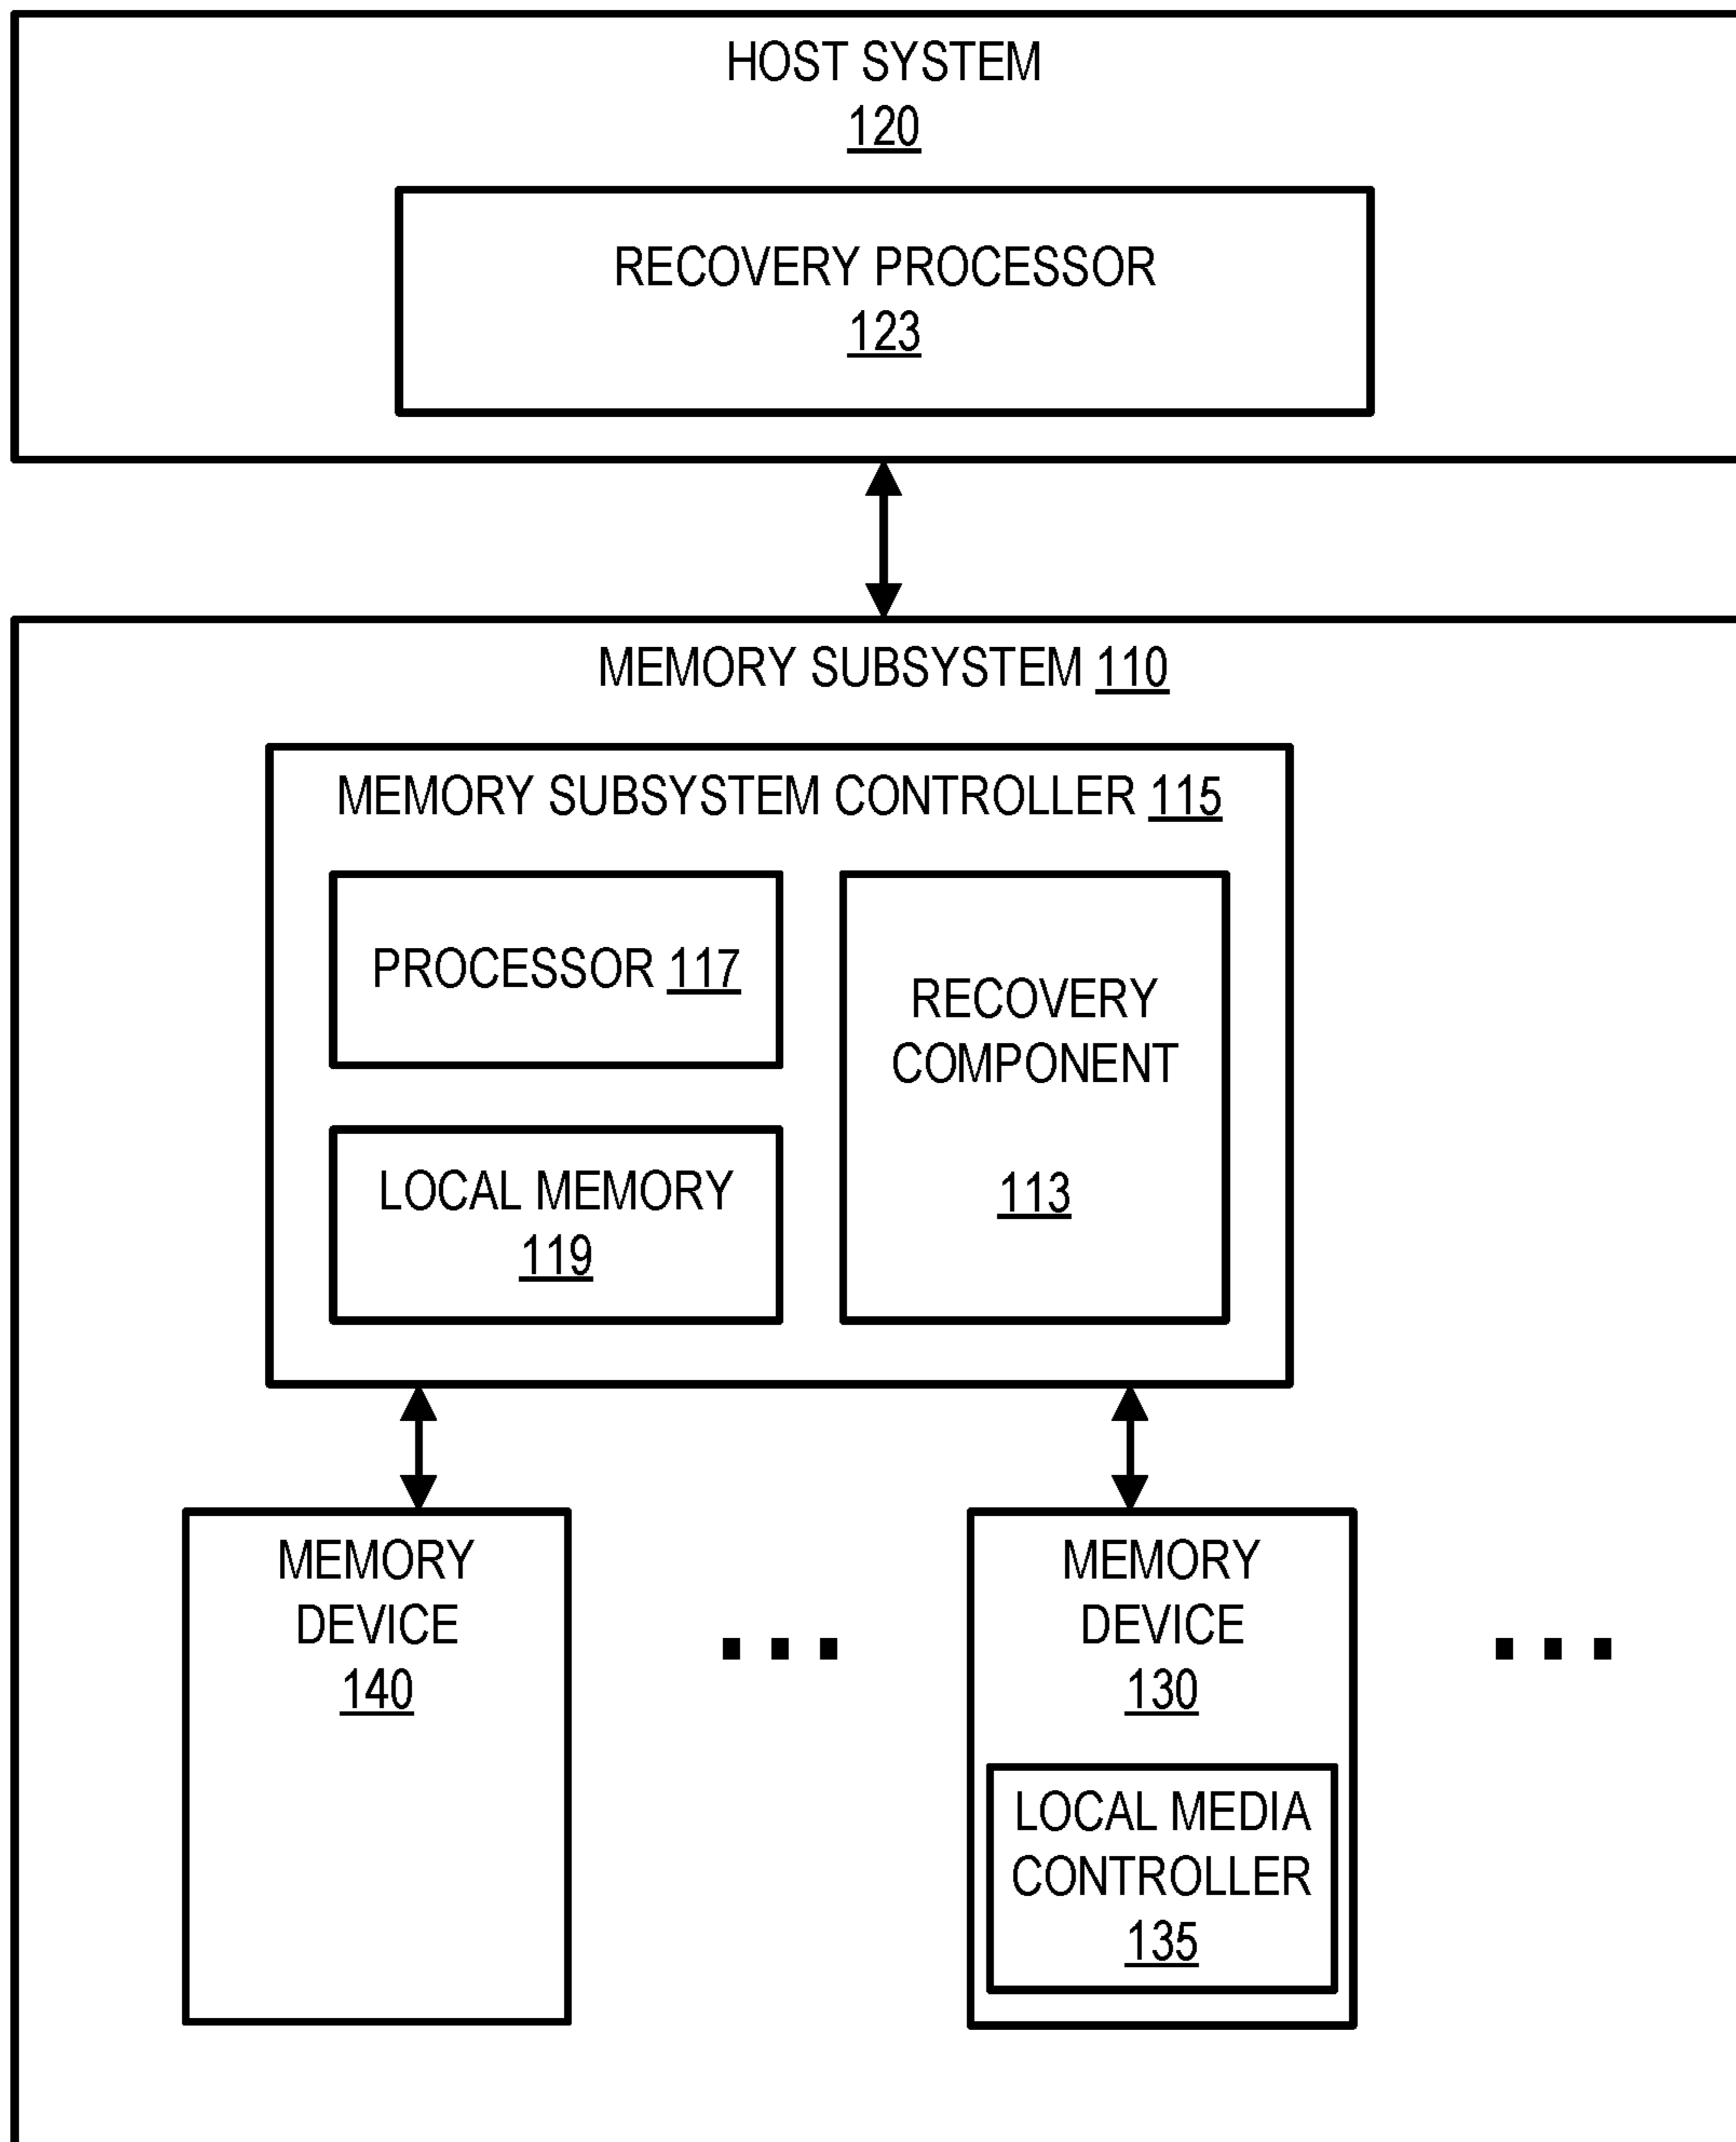 HOST SYSTEM
120
RECOVERY PROCESSOR
123
MEMORY SUBSYSTEM 110
MEMORY SUBSYSTEM CONTROLLER 115
PROCESSOR 117
RECOVERY
COMPONENT
113
LOCAL MEMORY
119
MEMORY
DEVICE
140
MEMORY
DEVICE
130
LOCAL MEDIA
CONTROLLER
135